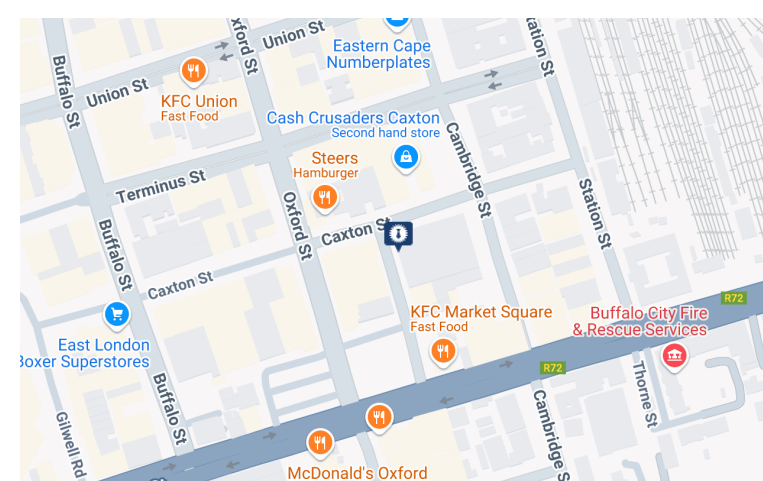 Union St
Oxford St
Station St
Eastern Cape
Numberplates
Buffalo St
Union St
KFC Union
Fast Food
Cash Crusaders Caxton
Second hand store
Cambridge St
Steers
Hamburger
Terminus St
Oxford St
Station St
Caxton St
Buffalo St
Caxton St
R72
KFC Market Square
Fast Food
Buffalo City Fire
& Rescue Services
East London
Boxer Superstores
R72
Buffalo St
Thorne St
Cambridge St
Gilwell Rd
McDonald's Oxford